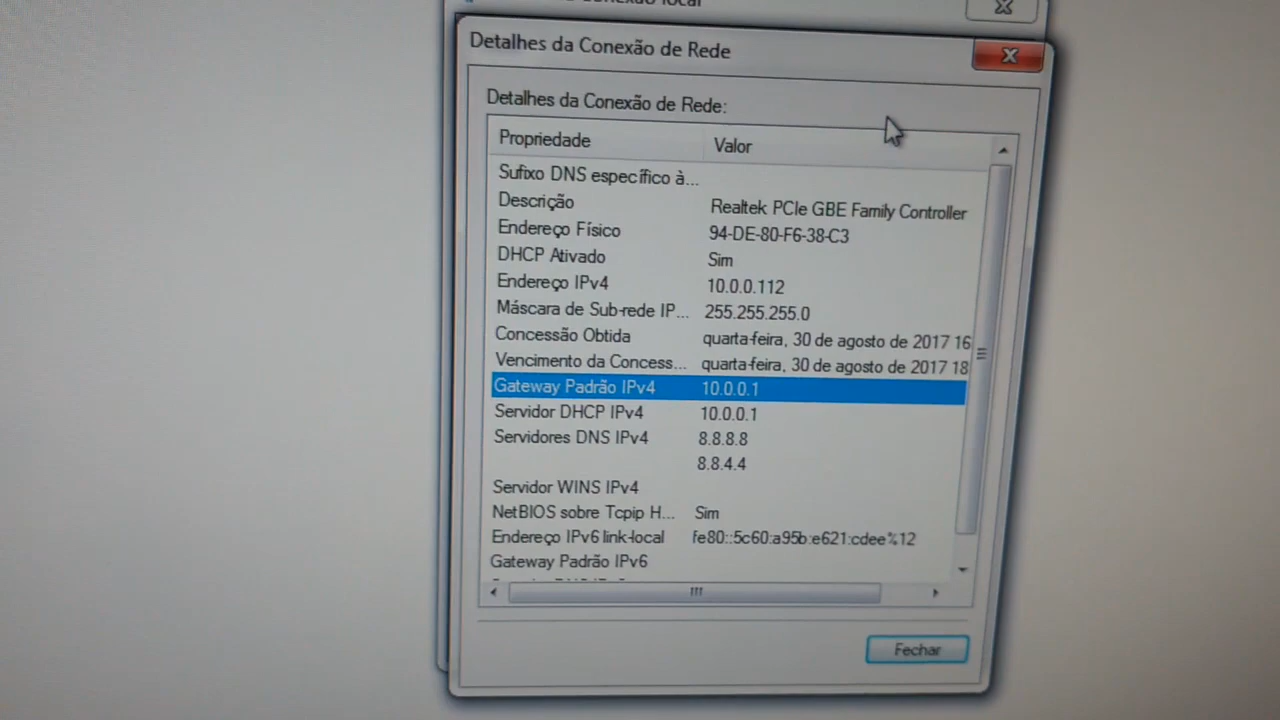 Detalhes da Conexão de Rede
Detalhes da Conexão de Rede:
Propriedade Valor
Sufixo DNS específico à...
Descrição Realtek PCIe GBE Family Controller
Endereço Físico 94-DE-80-F6-38-C3
DHCP Ativado Sim
Endereço IPv4 10.0.0.112
Máscara de Sub-rede IP... 255.255.255.0
Concessão Obtida quarta-feira, 30 de agosto de 2017 16
Vencimento da Concess... quarta-feira, 30 de agosto de 2017 18
Gateway Padrão IPv4 10.0.0.1
Servidor DHCP IPv4 10.0.0.1
Servidores DNS IPv4 8.8.8.8
8.8.4.4
Servidor WINS IPv4
NetBIOS sobre Tcpip H... Sim
Endereço IPv6 link-local fe80::5c60:a95b:e621:cdee%12
Gateway Padrão IPv6
Fechar